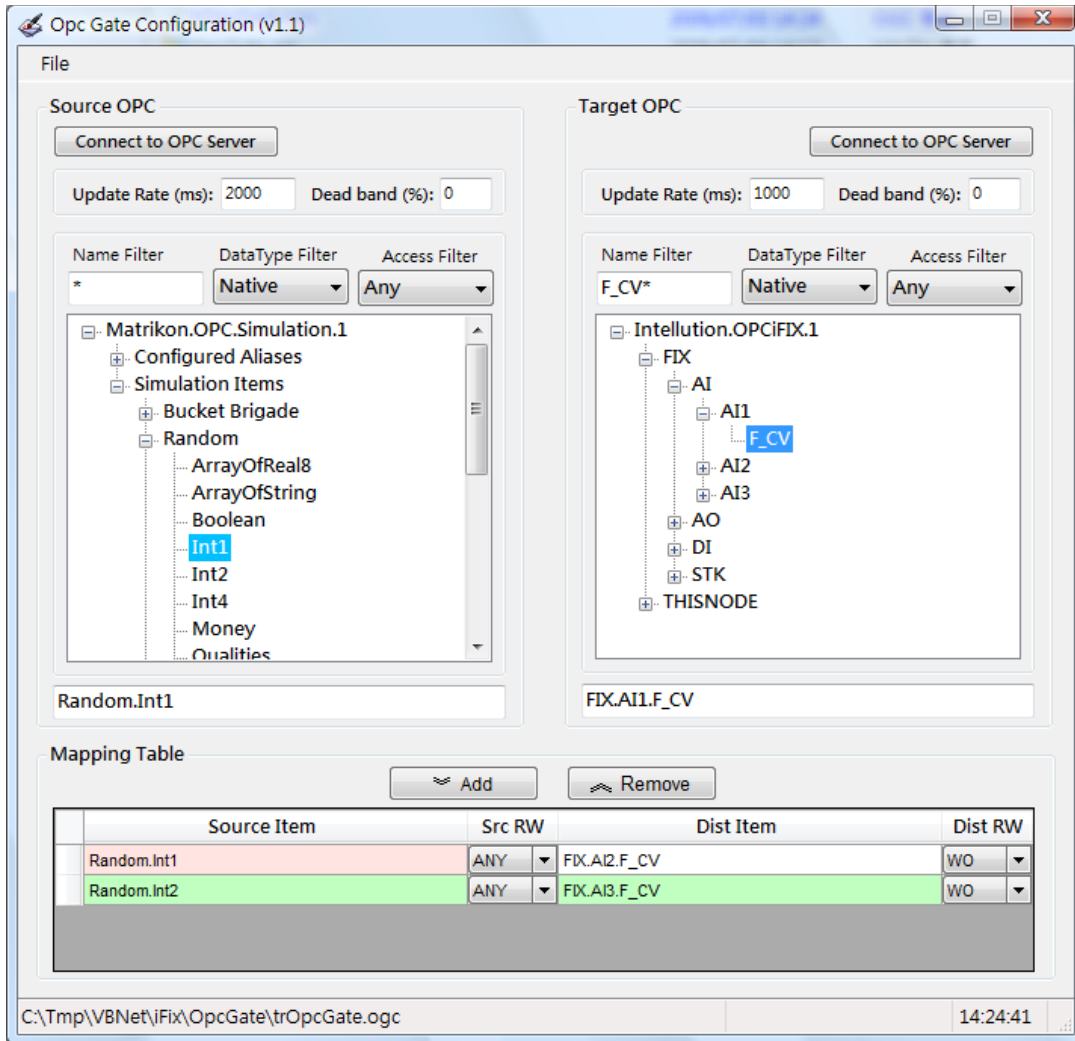 Opc Gate Configuration (v1.1)
File
Source OPC
Connect to OPC Server
Update Rate (ms): 2000 Dead band (%): 0
Name Filter DataType Filter Access Filter
* Native Any
Matrikon.OPC.Simulation.1
Configured Aliases
Simulation Items
Bucket Brigade
Random
ArrayOfReal8
ArrayOfString
Boolean
Int1
Int2
Int4
Money
Qualities
Random.Int1
Target OPC
Connect to OPC Server
Update Rate (ms): 1000 Dead band (%): 0
Name Filter DataType Filter Access Filter
F_CV* Native Any
Intellution.OPCiFIX.1
FIX
AI
AI1
F_CV
AI2
AI3
AO
DI
STK
THISNODE
FIX.AI1.F_CV
Mapping Table
Add Remove
Source Item Src RW Dist Item Dist RW
Random.Int1 ANY FIX.AI2.F_CV WO
Random.Int2 ANY FIX.AI3.F_CV WO
C:\Tmp\VBNet\iFix\OpcGate\trOpcGate.ogc 14:24:41